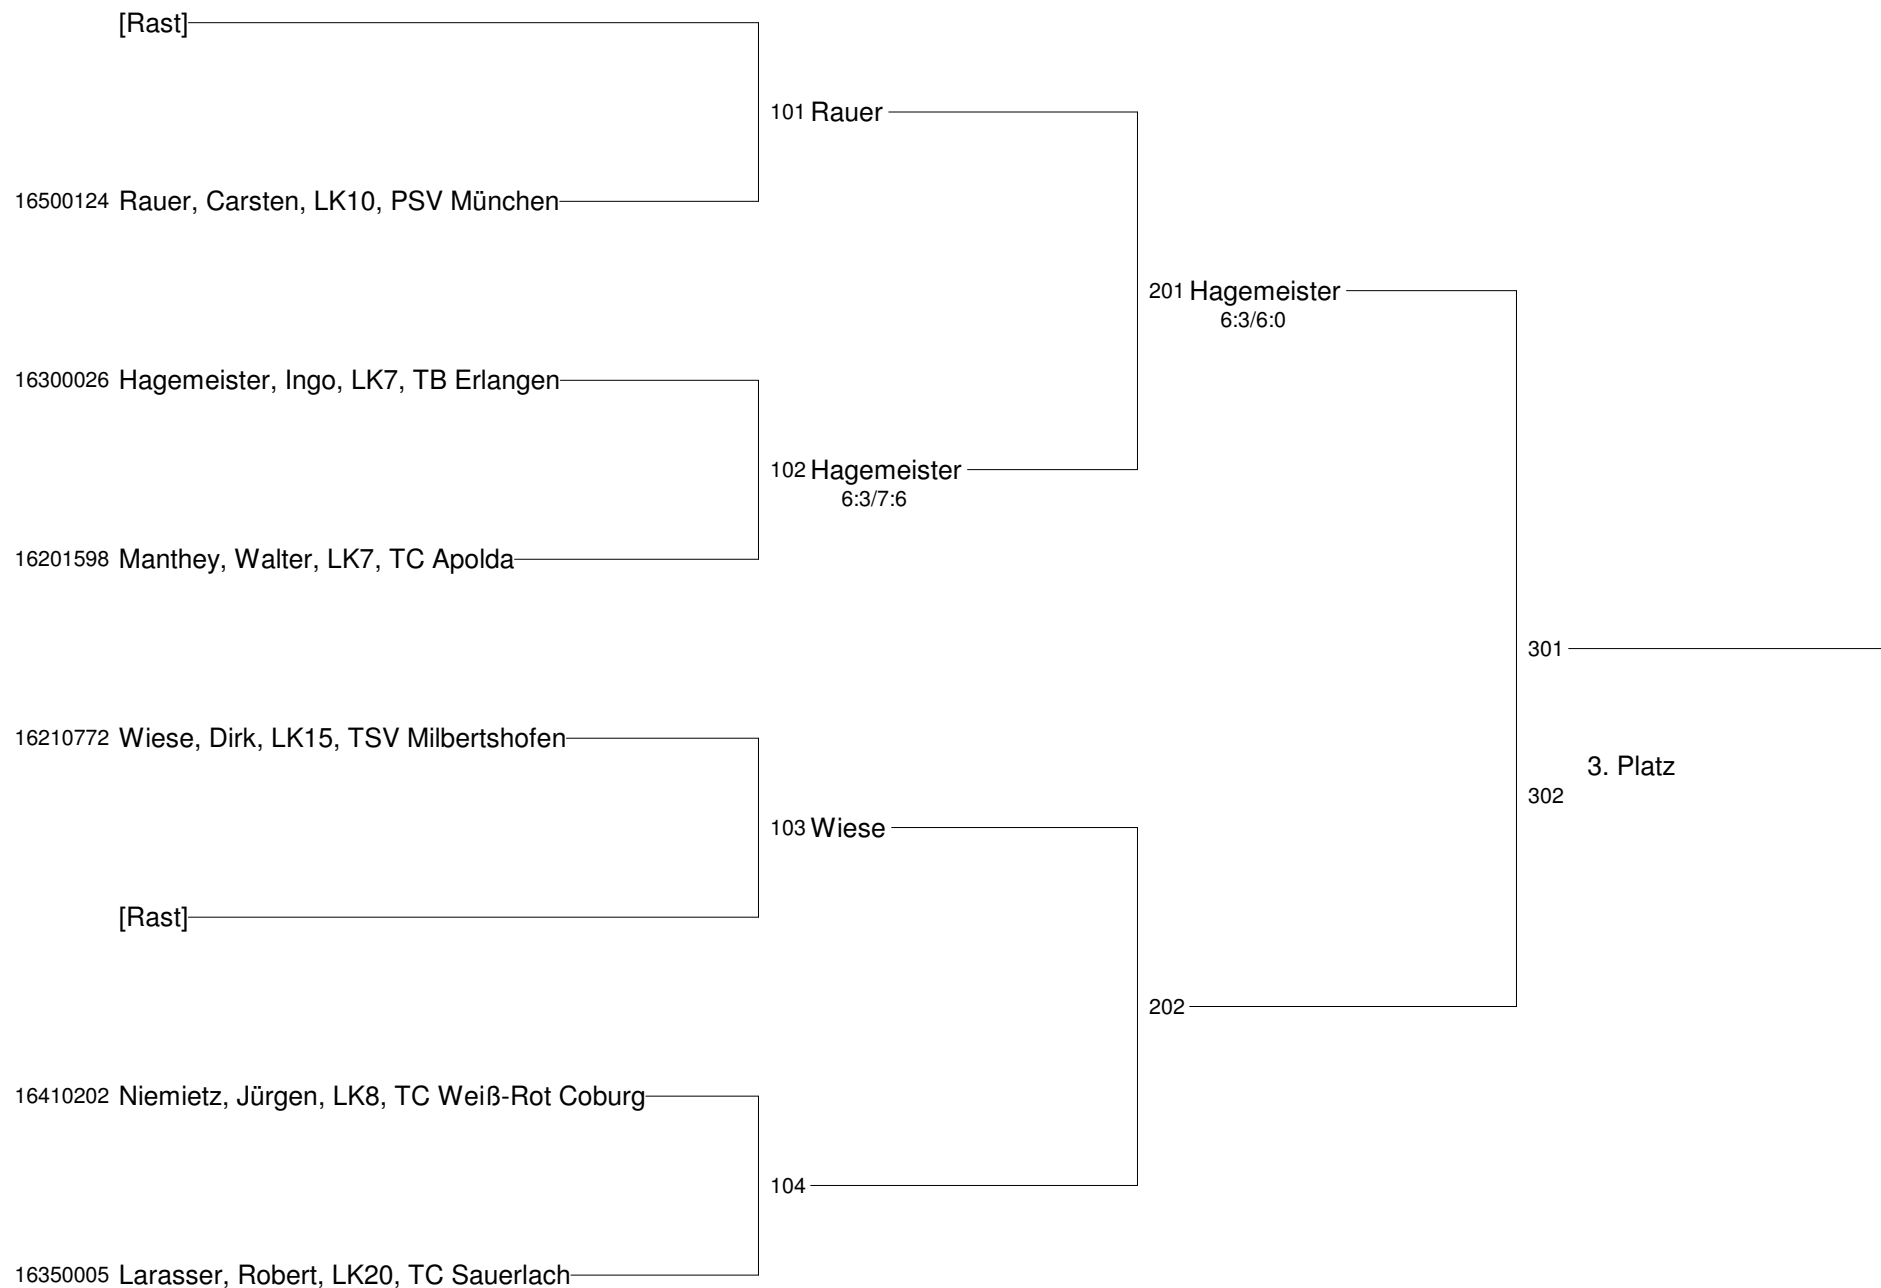 [Rast]
101 Rauer
16500124 Rauer, Carsten, LK10, PSV München
201 Hagemeister
6:3/6:0
16300026 Hagemeister, Ingo, LK7, TB Erlangen
102 Hagemeister
6:3/7:6
16201598 Manthey, Walter, LK7, TC Apolda
301
16210772 Wiese, Dirk, LK15, TSV Milbertshofen
3. Platz
302
103 Wiese
[Rast]
202
16410202 Niemietz, Jürgen, LK8, TC Weiß-Rot Coburg
104
16350005 Larasser, Robert, LK20, TC Sauerlach